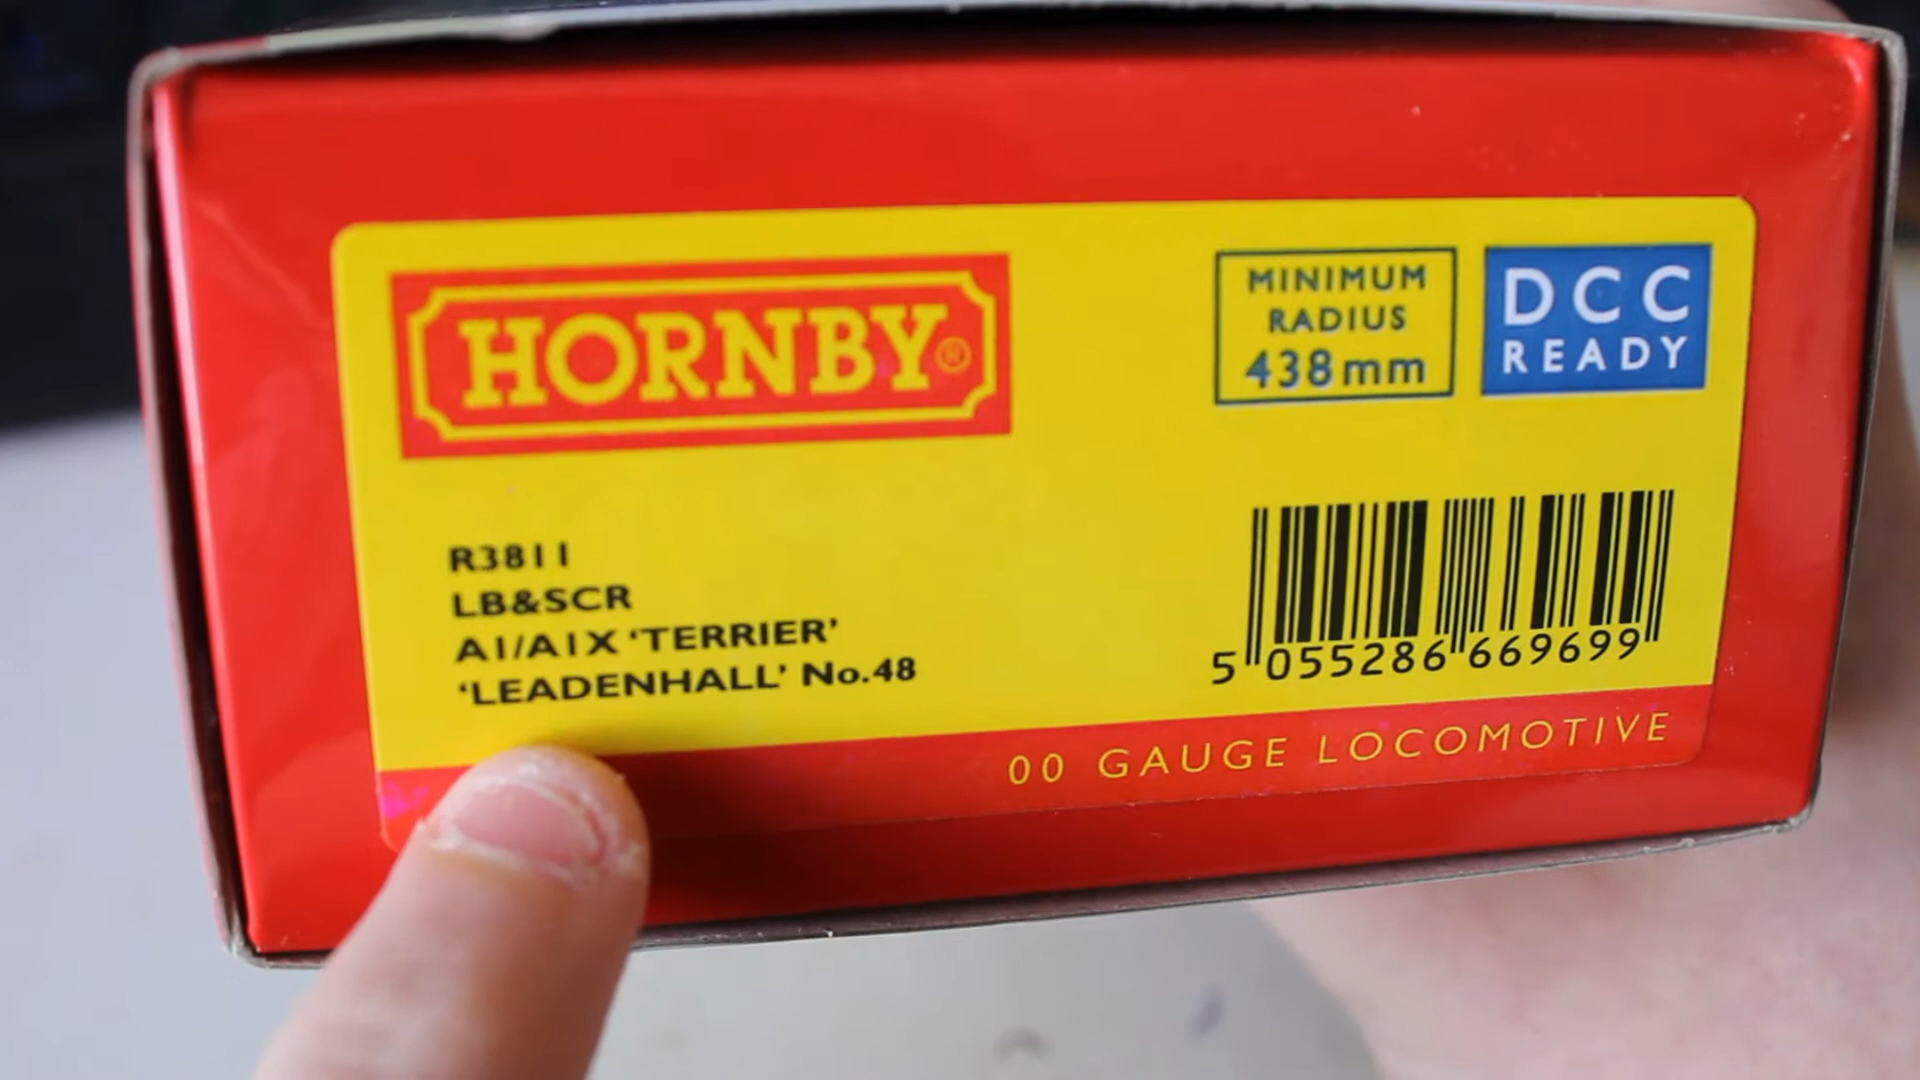 HORNBY®
MINIMUM
RADIUS
438mm
DCC
READY
R3811
LB&SCR
A1/A1X ‘TERRIER’
‘LEADENHALL’ No.48
5 055286 669699
00 GAUGE LOCOMOTIVE